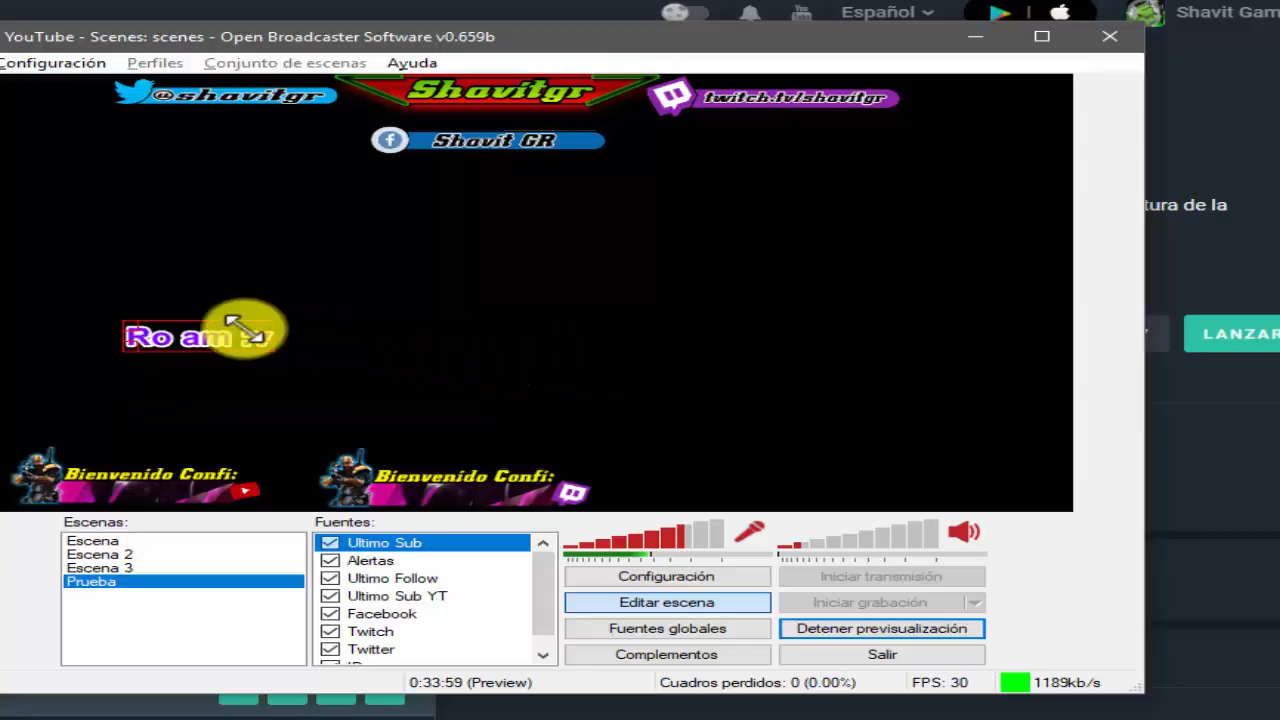 Español
Shavit Gam
YouTube - Scenes: scenes - Open Broadcaster Software v0.659b
Configuración Perfiles Conjunto de escenas Ayuda
@shavitgr
Shavitgr
twitch.tv/shavitgr
Shavit GR
tura de la
Ro am
LANZAR
Bienvenido Confi:
Bienvenido Confi:
Escenas:
Fuentes:
Escena
Escena 2
Escena 3
Prueba
Ultimo Sub
Alertas
Ultimo Follow
Ultimo Sub YT
Facebook
Twitch
Twitter
Configuración
Iniciar transmisión
Editar escena
Iniciar grabación
Fuentes globales
Detener previsualización
Complementos
Salir
0:33:59 (Preview)
Cuadros perdidos: 0 (0.00%)
FPS: 30
1189kb/s